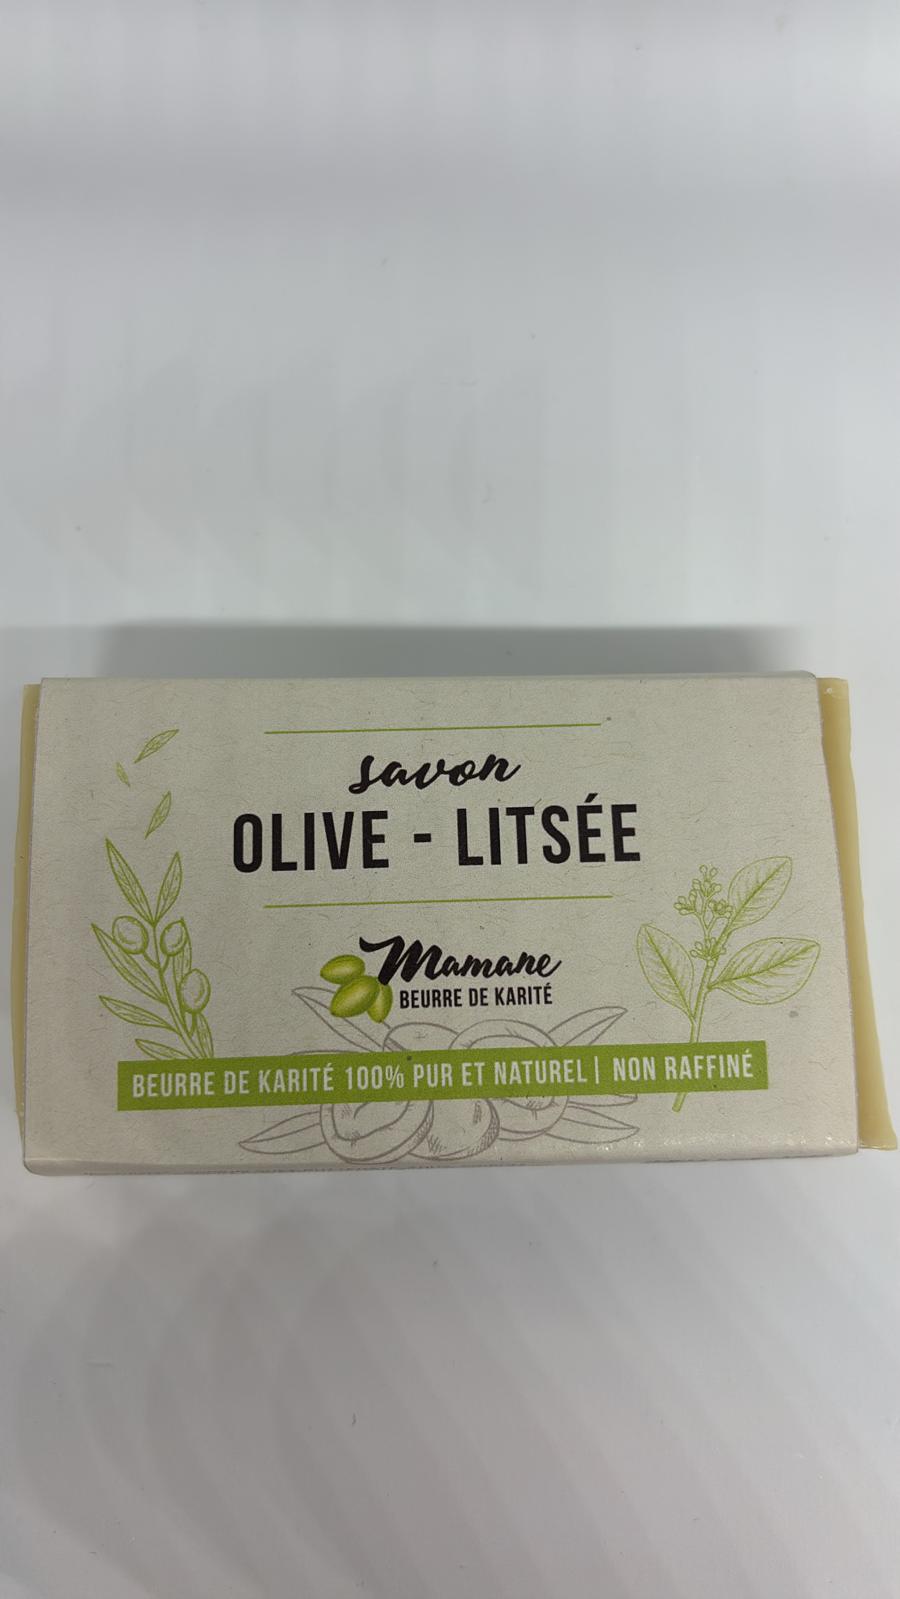 savon
OLIVE - LITSÉE
Mamane
BEURRE DE KARITÉ
BEURRE DE KARITÉ 100% PUR ET NATUREL | NON RAFFINÉ